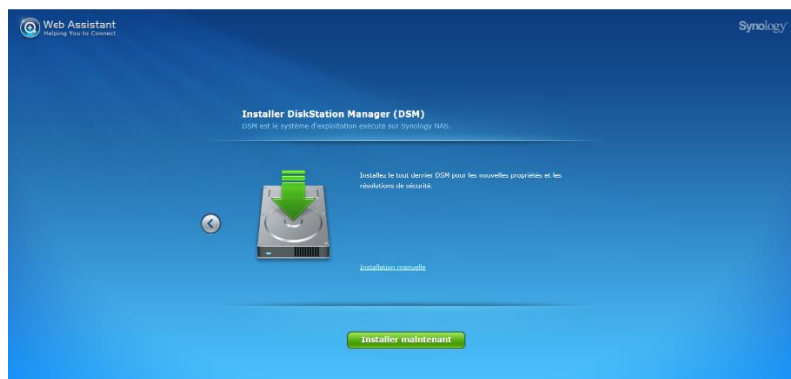 Web Assistant
Helping You to Connect
Synology
Installer DiskStation Manager (DSM)
DSM est le système d'exploitation exécuté sur Synology NAS.
Installez le tout dernier DSM pour les nouvelles propriétés et les
résolutions de sécurité.
Installation manuelle
Installer maintenant